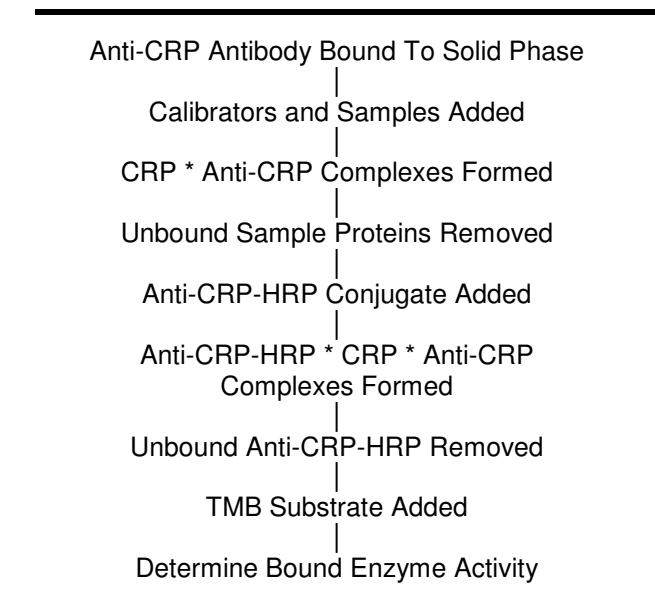 Anti-CRP Antibody Bound To Solid Phase
Calibrators and Samples Added
CRP * Anti-CRP Complexes Formed
Unbound Sample Proteins Removed
Anti-CRP-HRP Conjugate Added
Anti-CRP-HRP * CRP * Anti-CRP
Complexes Formed
Unbound Anti-CRP-HRP Removed
TMB Substrate Added
Determine Bound Enzyme Activity